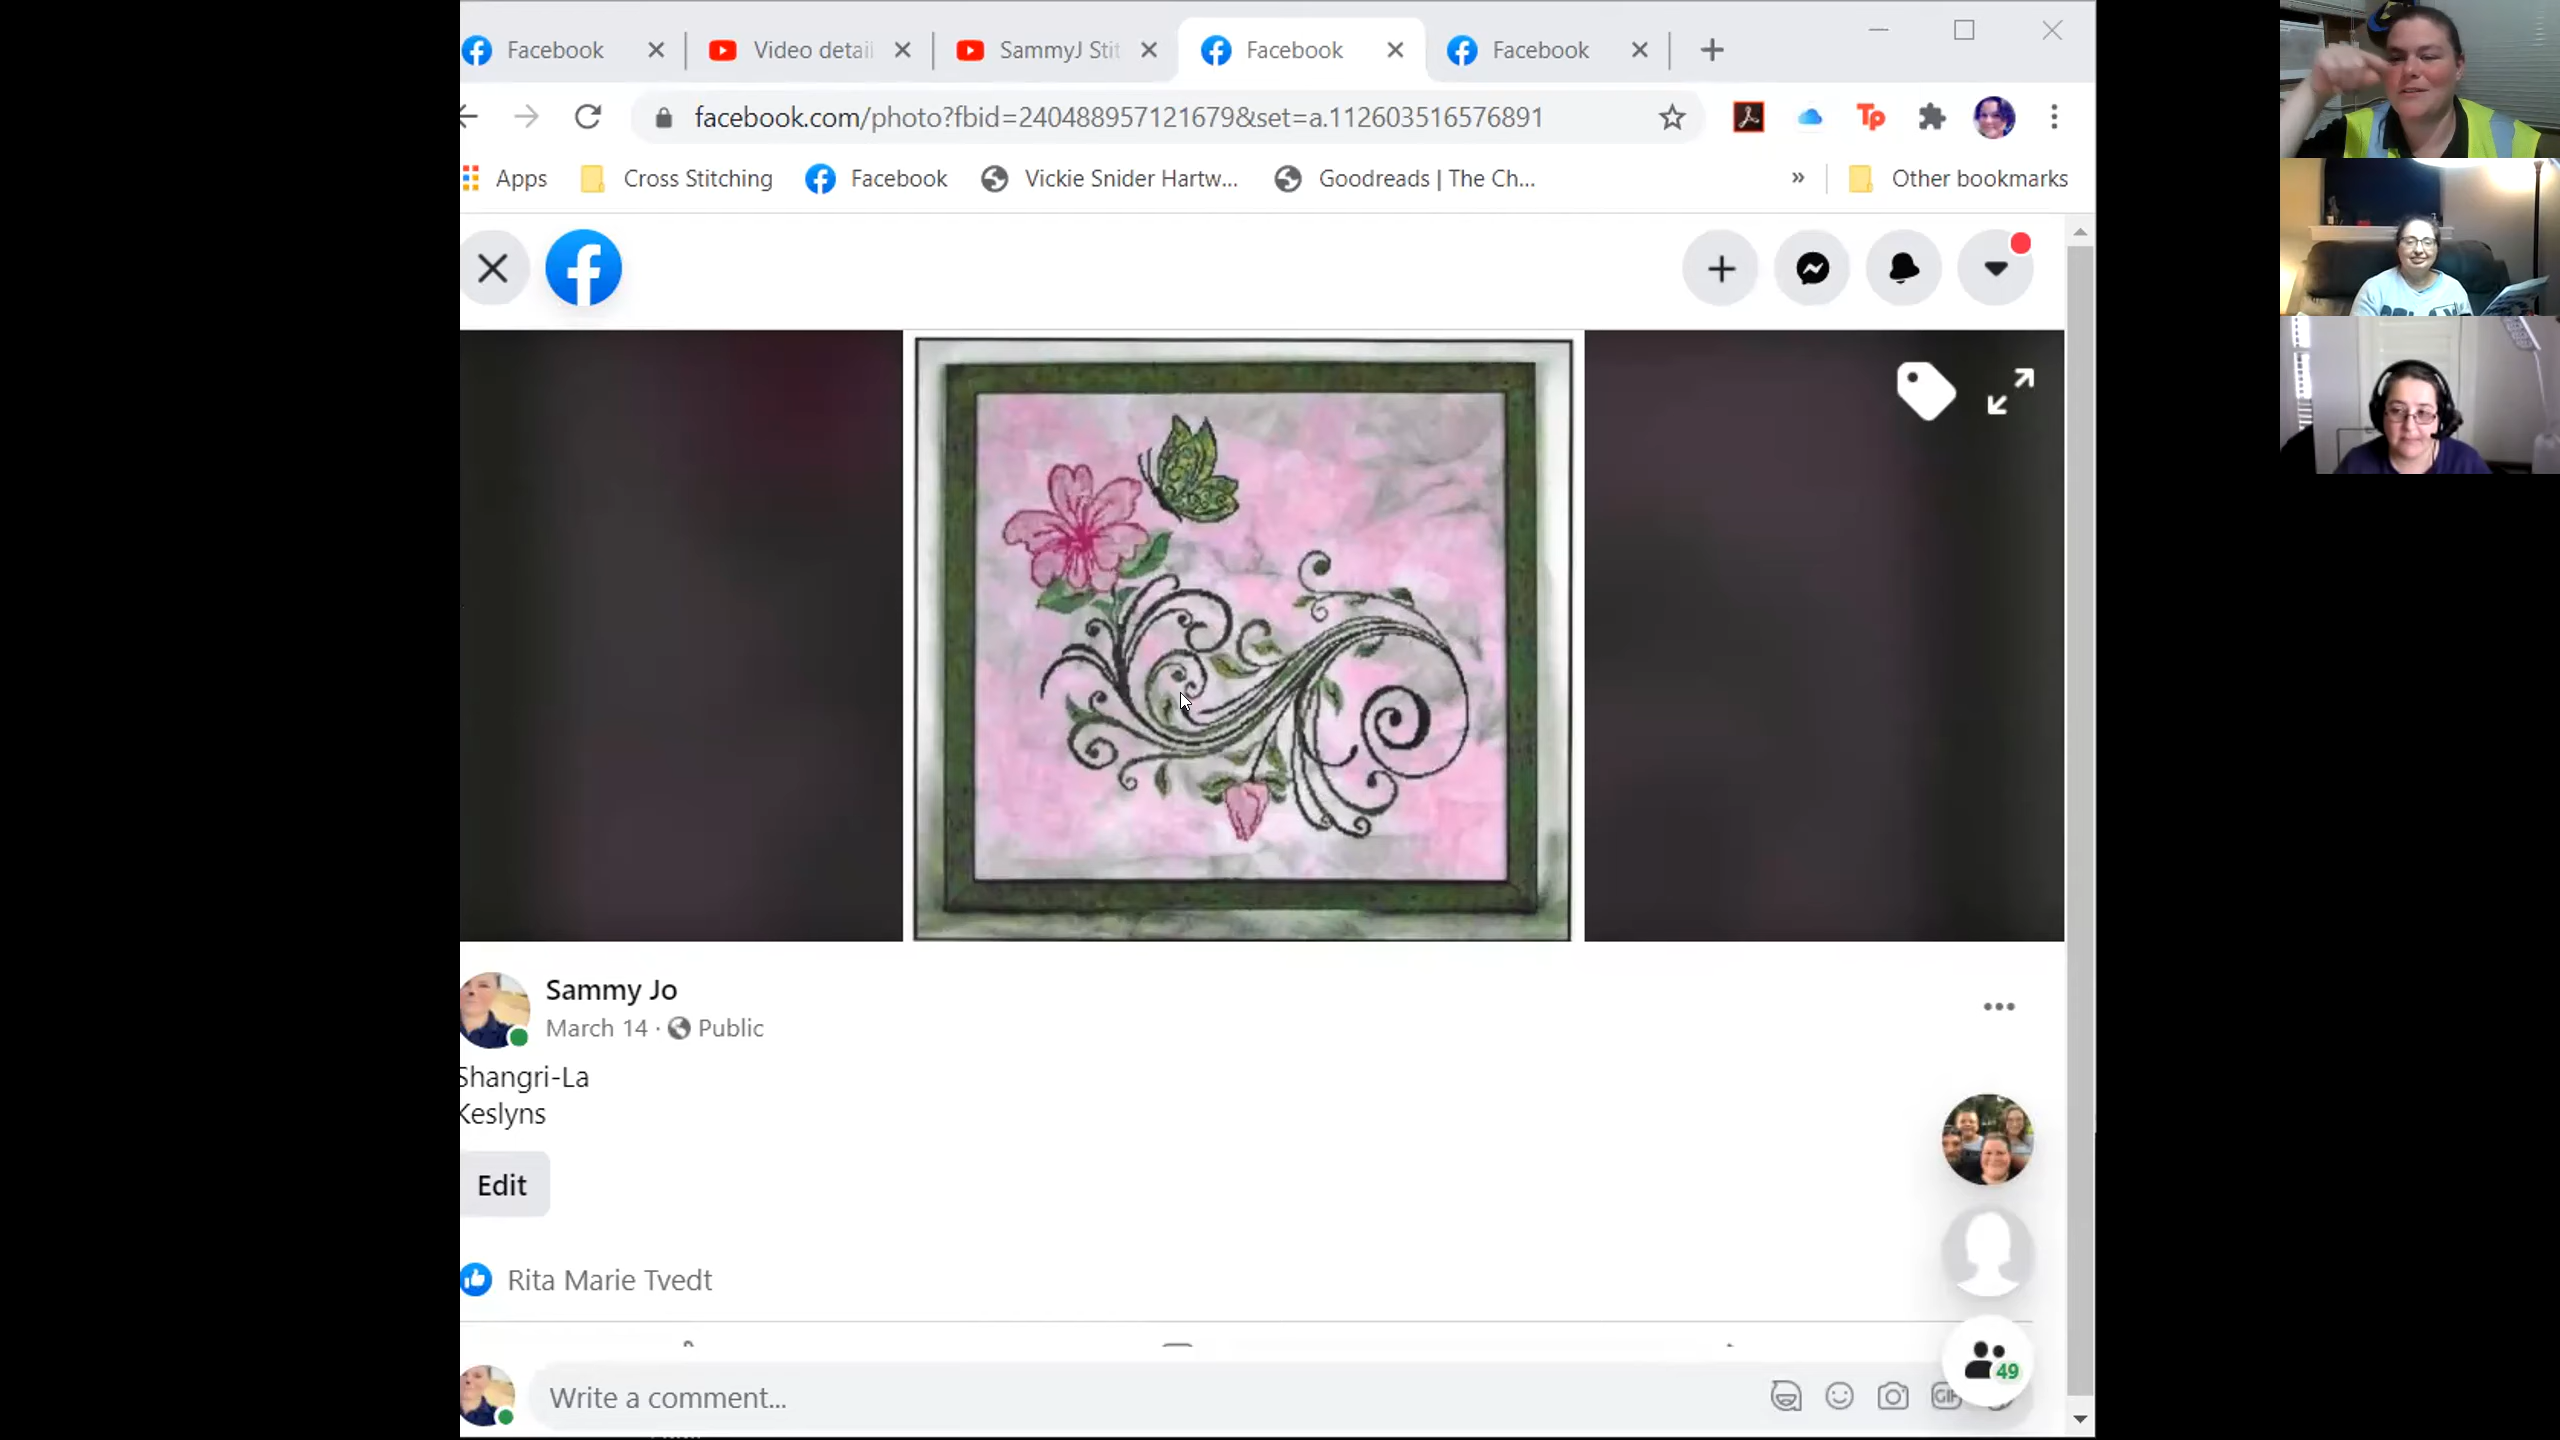 Facebook
Video detail
SammyJ Stit
Facebook
Facebook
facebook.com/photo?fbid=240488957121679&set=a.112603516576891
Apps
Cross Stitching
Facebook
Vickie Snider Hartw...
Goodreads | The Ch...
»
Other bookmarks
Sammy Jo
March 14 · Public
Shangri-La
Keslyns
Edit
Rita Marie Tvedt
49
Write a comment...
GIF